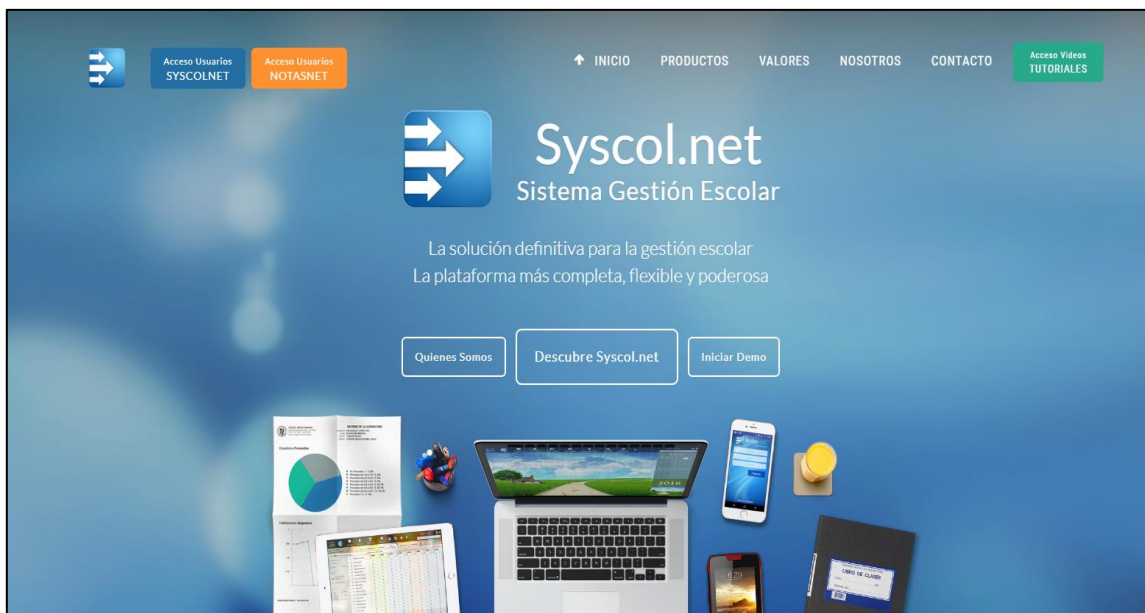 Acceso Usuarios
SYSCOLNET
Acceso Usuarios
NOTASNET
INICIO
PRODUCTOS
VALORES
NOSOTROS
CONTACTO
Acceso Videos
TUTORIALES
Syscol.net
Sistema Gestión Escolar
La solución definitiva para la gestión escolar
La plataforma más completa, flexible y poderosa
Quienes Somos
Descubre Syscol.net
Iniciar Demo
2016
6:29
LIBRO DE CLASES